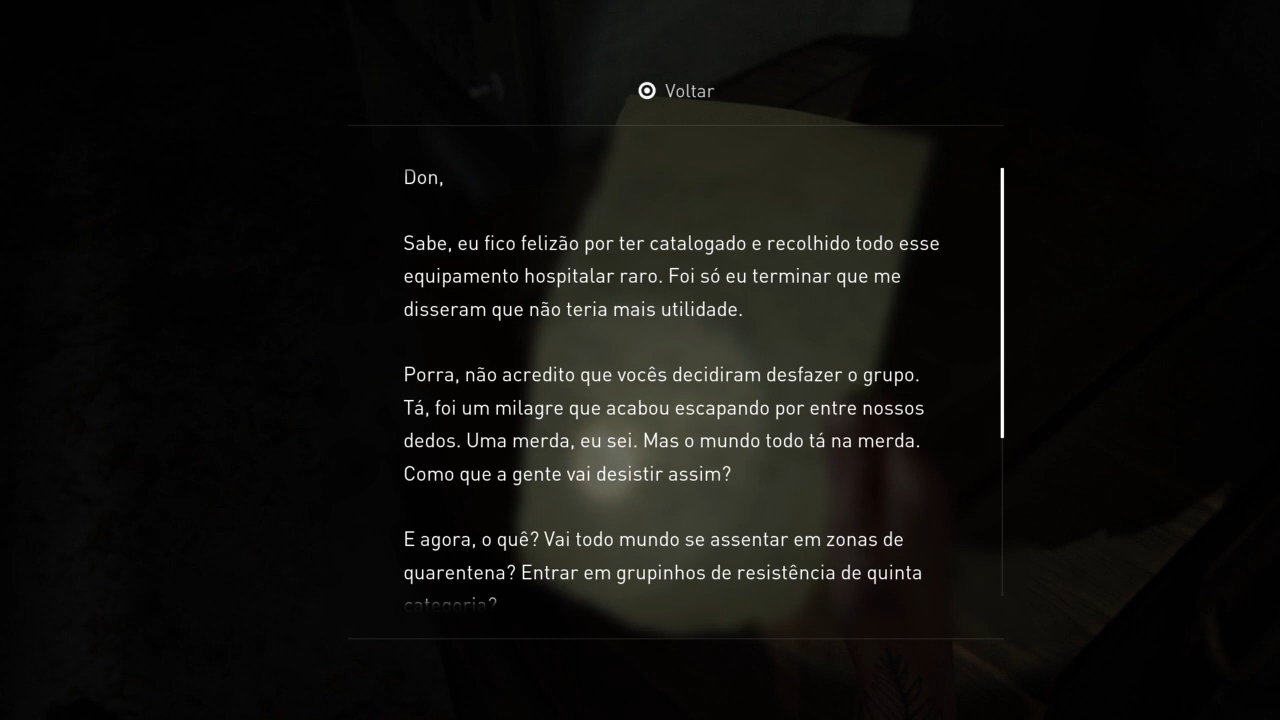 Voltar
Don,
Sabe, eu fico felizão por ter catalogado e recolhido todo esse
equipamento hospitalar raro. Foi só eu terminar que me
disseram que não teria mais utilidade.
Porra, não acredito que vocês decidiram desfazer o grupo.
Tá, foi um milagre que acabou escapando por entre nossos
dedos. Uma merda, eu sei. Mas o mundo todo tá na merda.
Como que a gente vai desistir assim?
E agora, o quê? Vai todo mundo se assentar em zonas de
quarentena? Entrar em grupinhos de resistência de quinta
categoria?